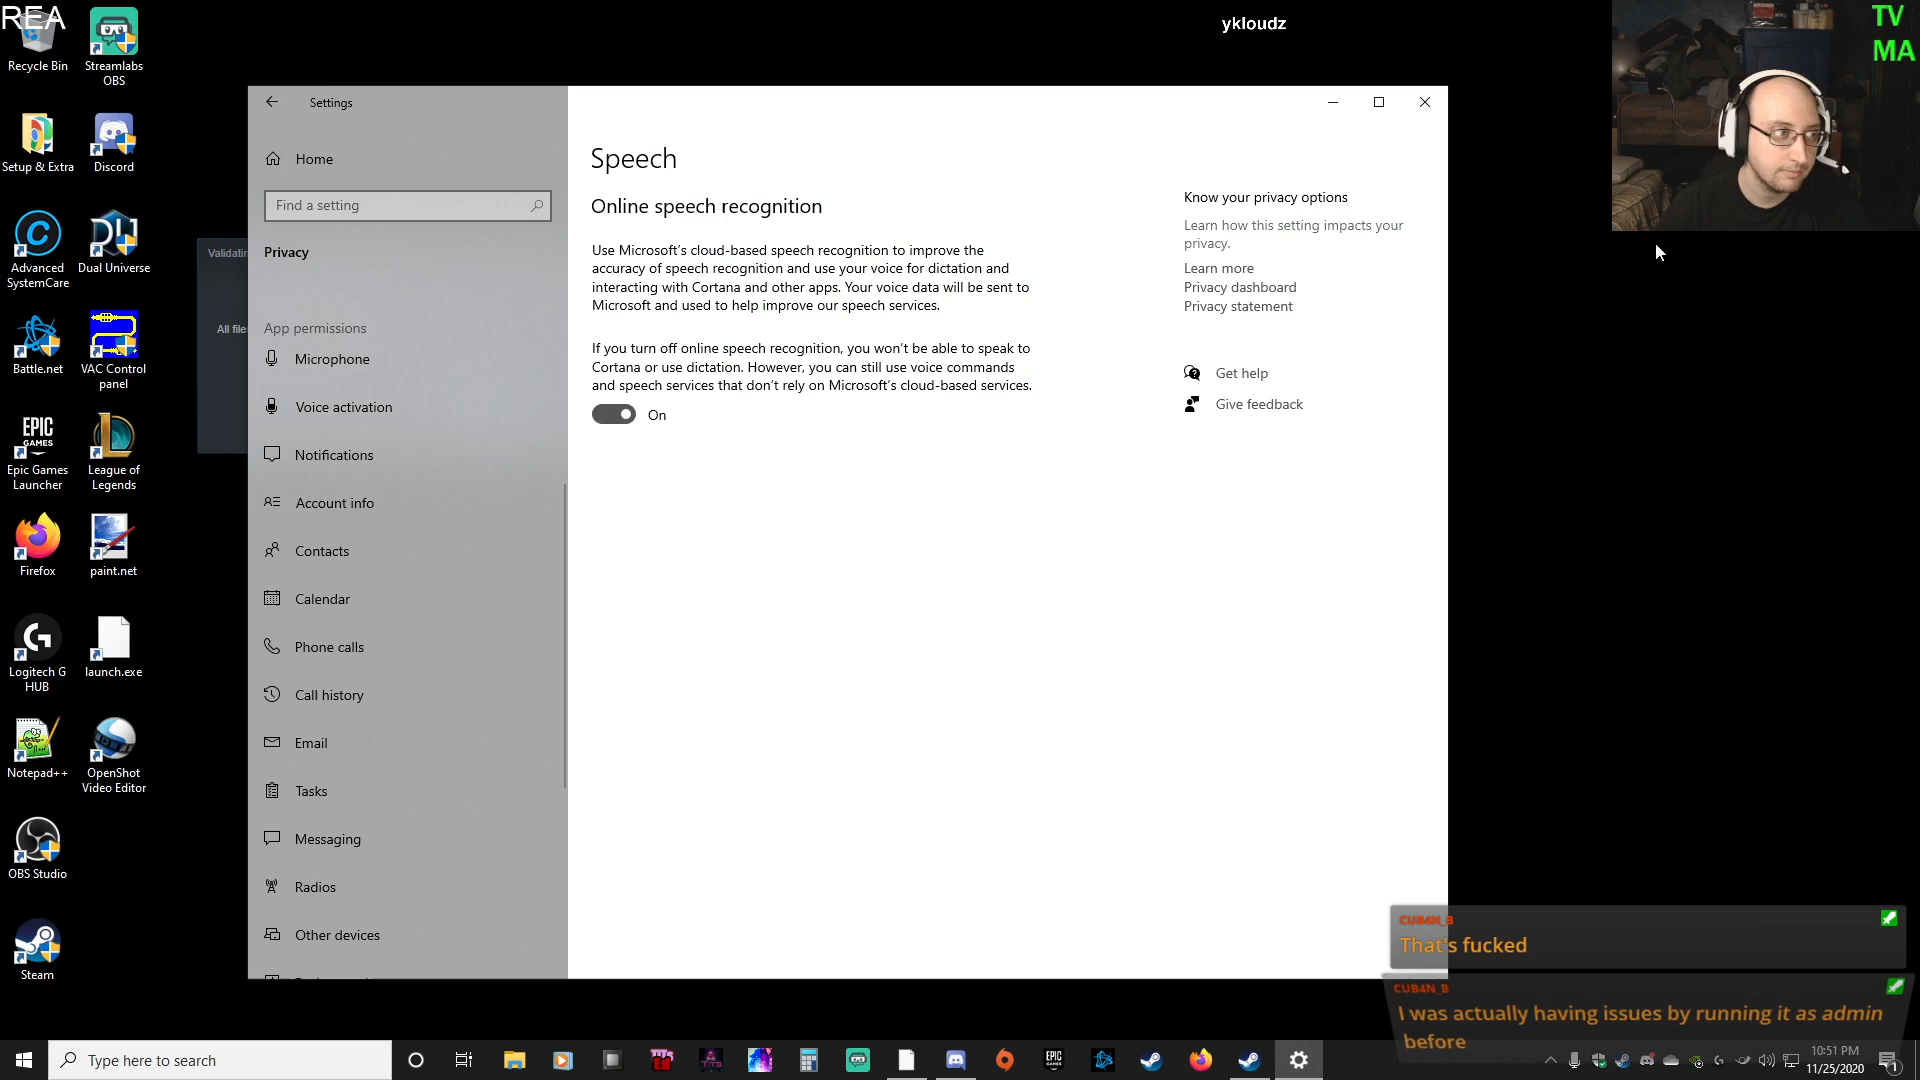 REA
ykloudz
TV
MA
Recycle Bin
Streamlabs
OBS
Setup & Extra
Discord
Advanced
SystemCare
Dual Universe
Battle.net
VAC Control
panel
EPIC
GAMES
Epic Games
Launcher
League of
Legends
Firefox
paint.net
Logitech G
HUB
launch.exe
Notepad++
OpenShot
Video Editor
OBS Studio
Steam
All file
Settings
Home
Find a setting
Privacy
App permissions
Microphone
Voice activation
Notifications
Account info
Contacts
Calendar
Phone calls
Call history
Email
Tasks
Messaging
Radios
Other devices
Speech
Online speech recognition
Use Microsoft's cloud-based speech recognition to improve the
accuracy of speech recognition and use your voice for dictation and
interacting with Cortana and other apps. Your voice data will be sent to
Microsoft and used to help improve our speech services.
If you turn off online speech recognition, you won't be able to speak to
Cortana or use dictation. However, you can still use voice commands
and speech services that don't rely on Microsoft's cloud-based services.
On
Know your privacy options
Learn how this setting impacts your
privacy.
Learn more
Privacy dashboard
Privacy statement
Get help
Give feedback
CUB4N_B
That's fucked
CUB4N_B
I was actually having issues by running it as admin
before
Type here to search
EPIC
10:51 PM
11/25/2020
1